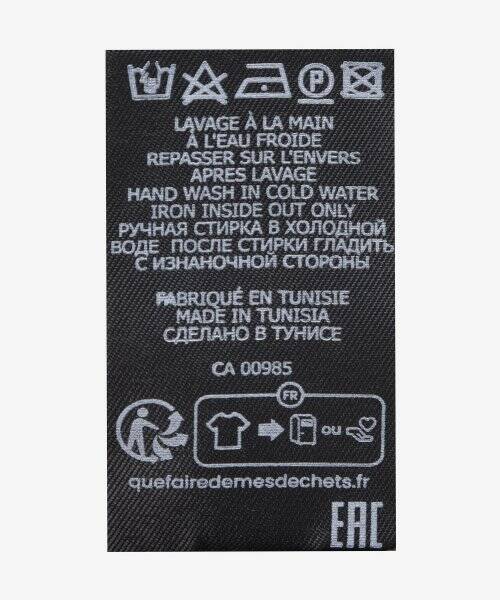 P
LAVAGE À LA MAIN
À L'EAU FROIDE
REPASSER SUR L'ENVERS
APRES LAVAGE
HAND WASH IN COLD WATER
IRON INSIDE OUT ONLY
РУЧНАЯ СТИРКА В ХОЛОДНОЙ
ВОДЕ ПОСЛЕ СТИРКИ ГЛАДИТЬ
С ИЗНАНОЧНОЙ СТОРОНЫ
FABRIQUÉ EN TUNISIE
MADE IN TUNISIA
СДЕЛАНО В ТУНИСЕ
CA 00985
FR
OU
quefairedemesdechets.fr
EAC